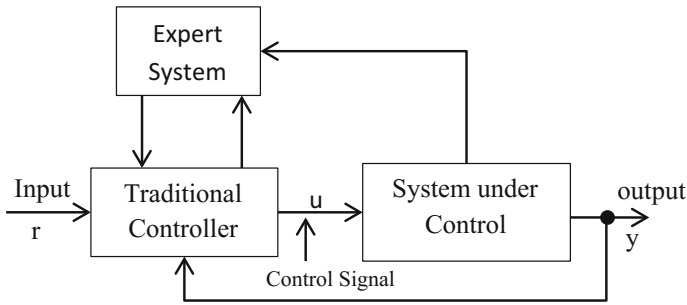 Expert
System
Input
r
Traditional
Controller
u
Control Signal
System under
Control
output
y